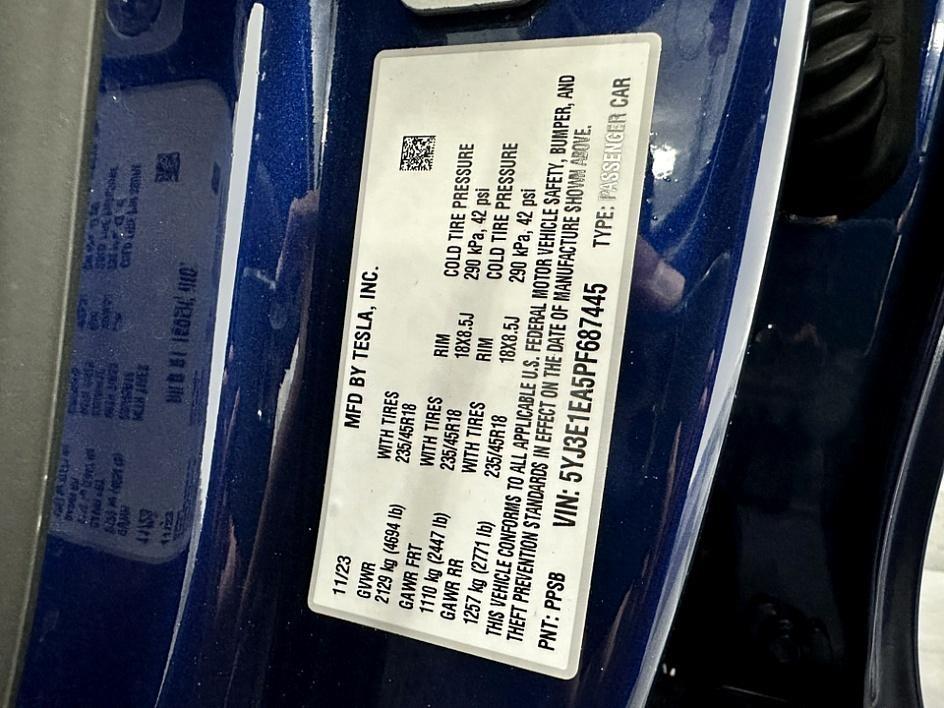 MFD BY TESLA, INC.
11/23
GVWR
2129 kg (4694 lb) WITH TIRES RIM COLD TIRE PRESSURE
GAWR FRT 235/45R18 18X8.5J 290 kPa, 42 psi
1110 kg (2447 lb) WITH TIRES RIM COLD TIRE PRESSURE
GAWR RR 235/45R18 18X8.5J 290 kPa, 42 psi
1257 kg (2771 lb) WITH TIRES
235/45R18
THIS VEHICLE CONFORMS TO ALL APPLICABLE U.S. FEDERAL MOTOR VEHICLE SAFETY, BUMPER, AND
THEFT PREVENTION STANDARDS IN EFFECT ON THE DATE OF MANUFACTURE SHOWN ABOVE.
PNT: PPSB VIN: 5YJ3E1EA5PF687445 TYPE: PASSENGER CAR